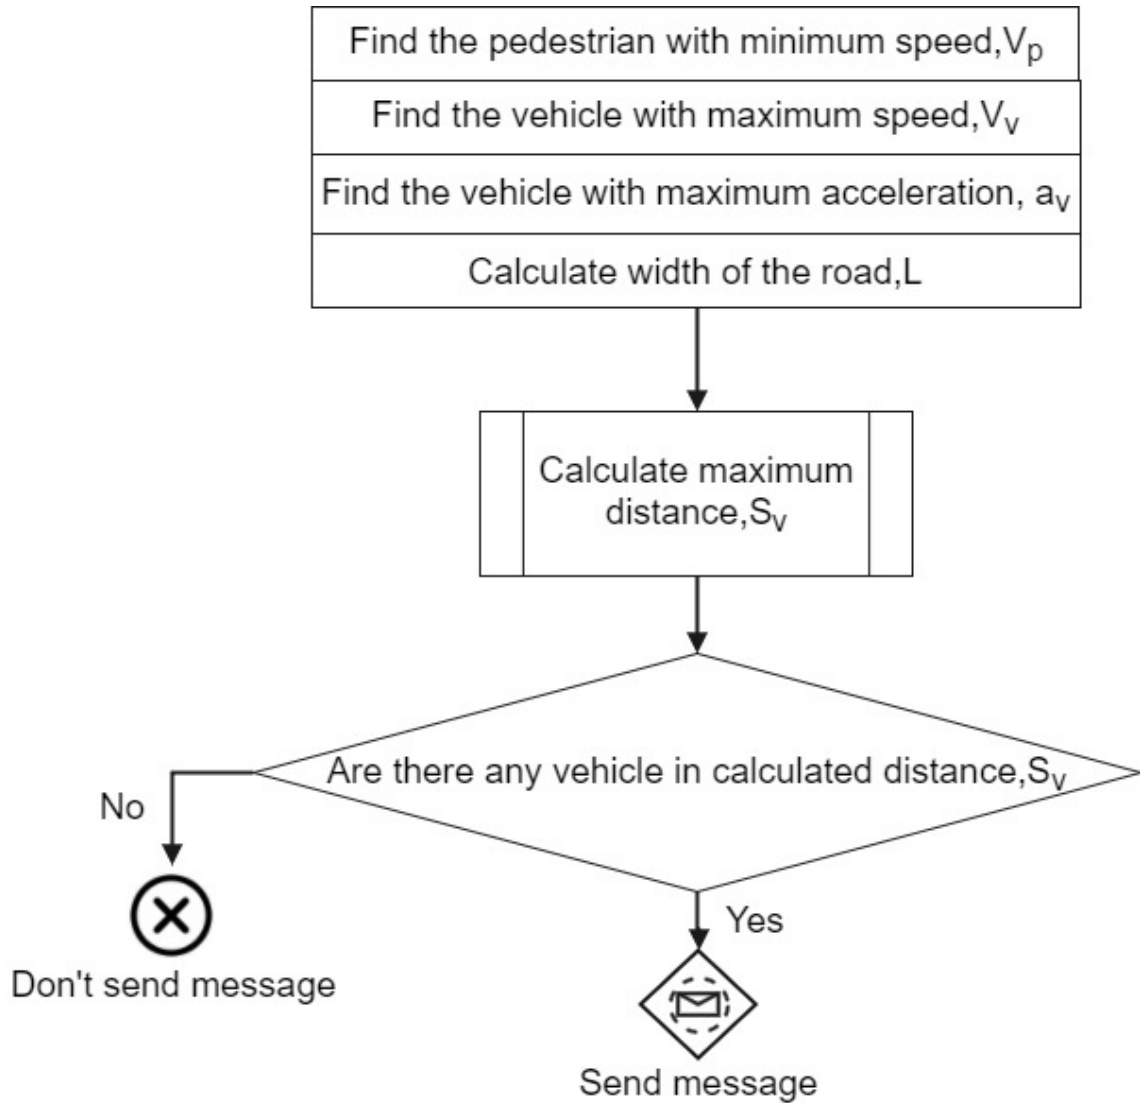 Find the pedestrian with minimum speed,Vp
Find the vehicle with maximum speed,Vv
Find the vehicle with maximum acceleration, av
Calculate width of the road,L
Calculate maximum
distance,Sv
Are there any vehicle in calculated distance,Sv
No
Yes
Don't send message
Send message